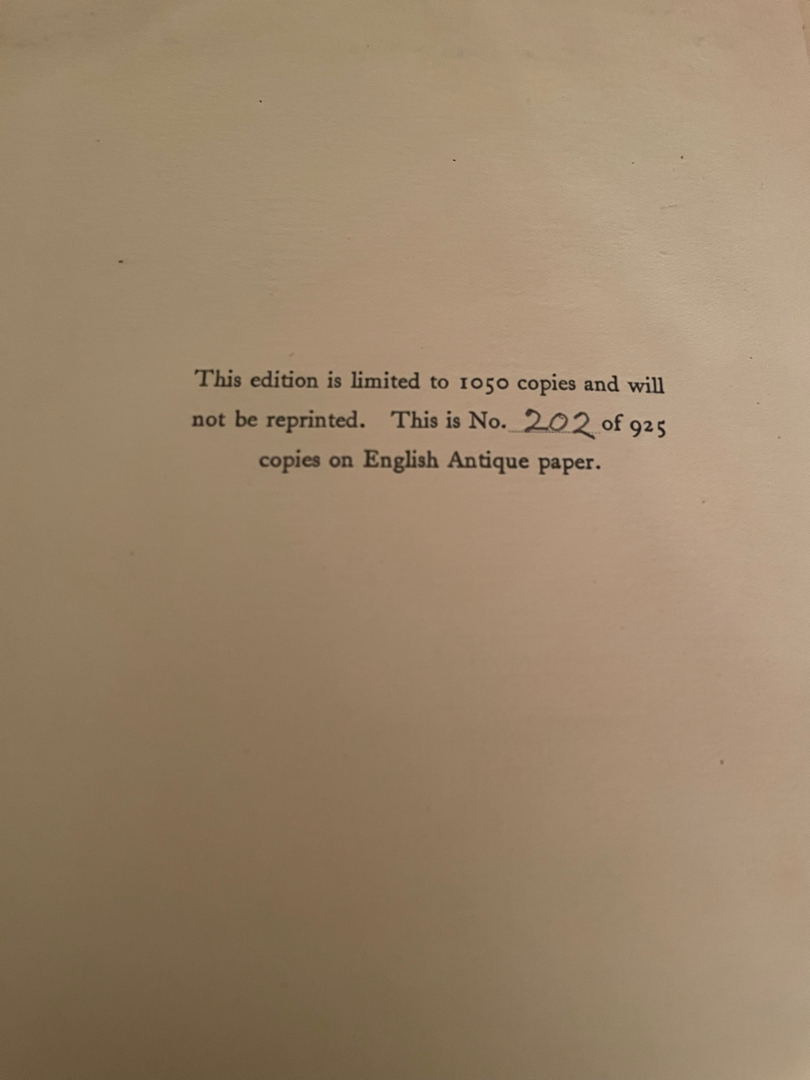 This edition is limited to 1050 copies and will
not be reprinted. This is No. 202 of 925
copies on English Antique paper.